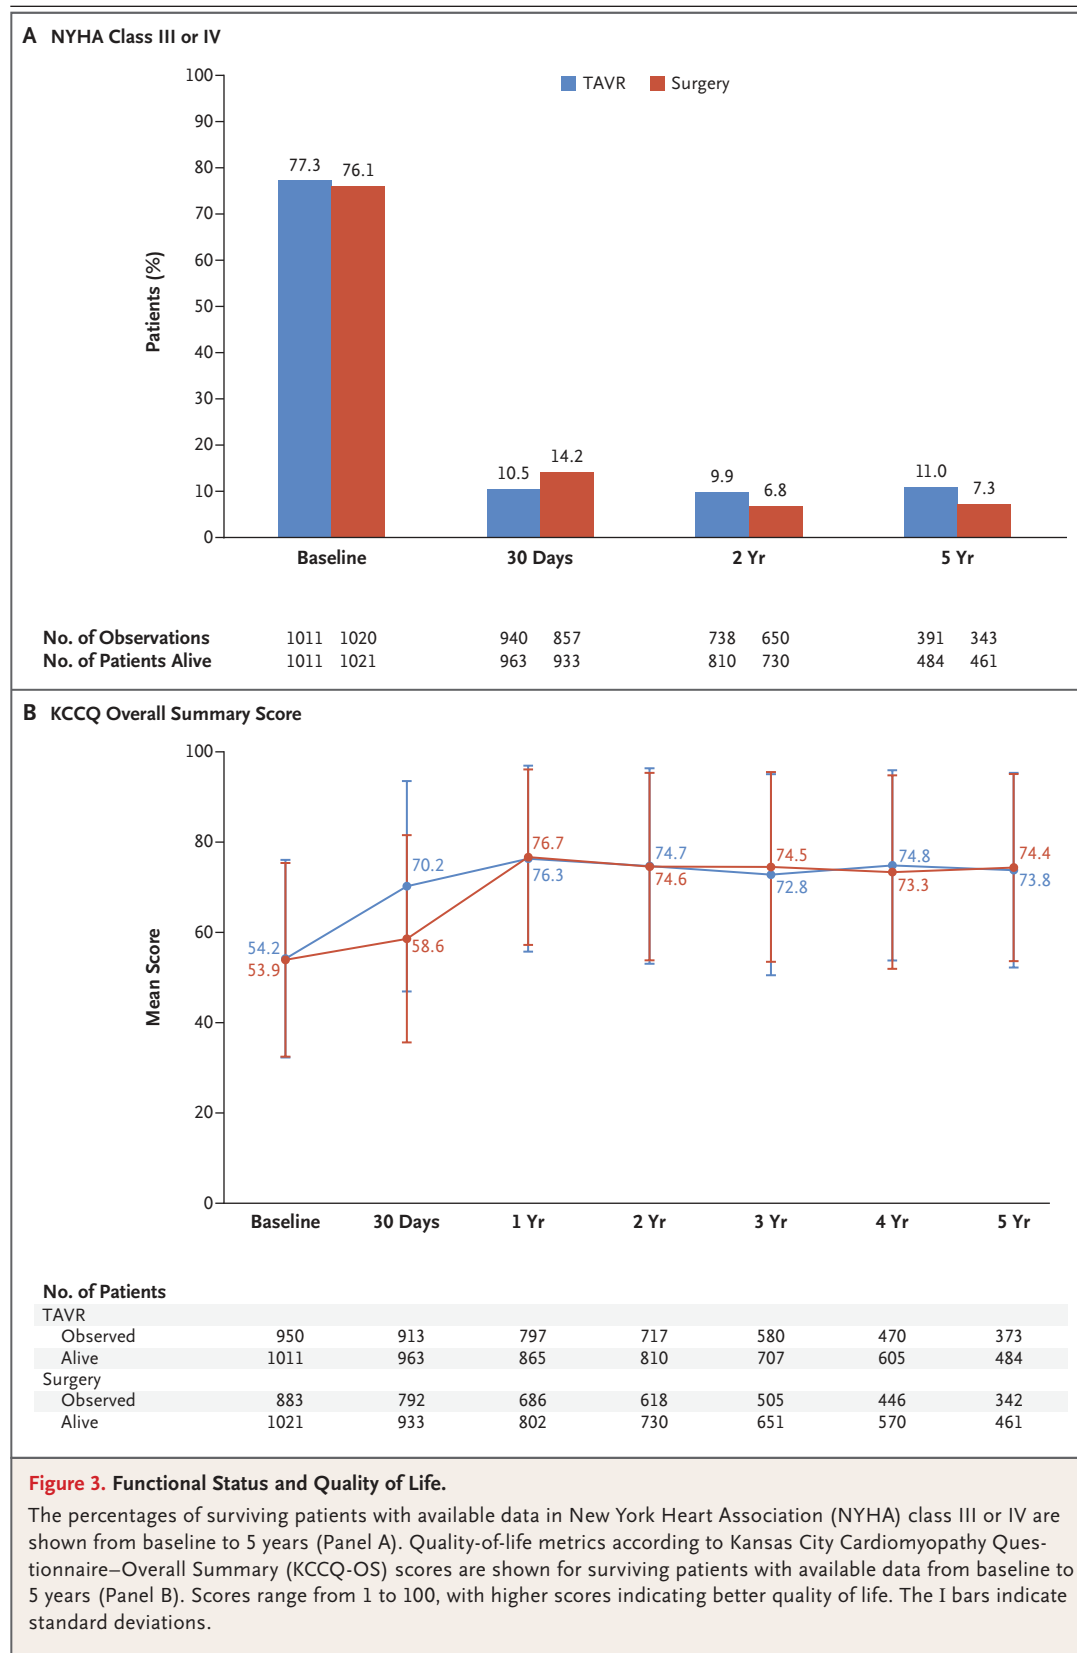 A NYHA Class III or IV
TAVR Surgery
Patients (%)
100
90
80
70
60
50
40
30
20
10
0
77.3 76.1
10.5 14.2
9.9 6.8
11.0 7.3
Baseline 30 Days 2 Yr 5 Yr
No. of Observations 1011 1020 940 857 738 650 391 343
No. of Patients Alive 1011 1021 963 933 810 730 484 461
B KCCQ Overall Summary Score
Mean Score
100
80
60
40
20
0
54.2
53.9
70.2
58.6
76.7
76.3
74.7
74.6
74.5
72.8
74.8
73.3
74.4
73.8
Baseline 30 Days 1 Yr 2 Yr 3 Yr 4 Yr 5 Yr
No. of Patients
TAVR
Observed 950 913 797 717 580 470 373
Alive 1011 963 865 810 707 605 484
Surgery
Observed 883 792 686 618 505 446 342
Alive 1021 933 802 730 651 570 461
Figure 3. Functional Status and Quality of Life.
The percentages of surviving patients with available data in New York Heart Association (NYHA) class III or IV are
shown from baseline to 5 years (Panel A). Quality-of-life metrics according to Kansas City Cardiomyopathy Ques-
tionnaire–Overall Summary (KCCQ-OS) scores are shown for surviving patients with available data from baseline to
5 years (Panel B). Scores range from 1 to 100, with higher scores indicating better quality of life. The I bars indicate
standard deviations.